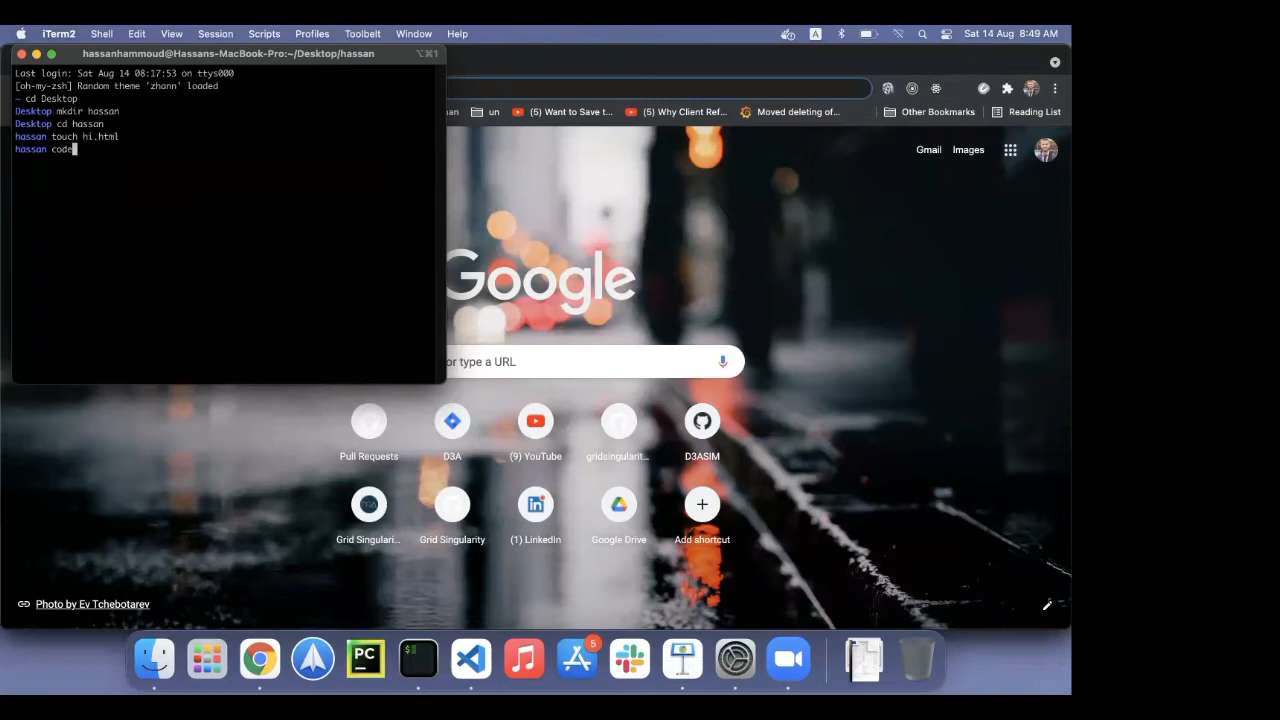 iTerm2 Shell Edit View Session Scripts Profiles Toolbelt Window Help
A
Sat 14 Aug 8:49 AM
hassanhammoud@Hassans-MacBook-Pro:~/Desktop/hassan
⌥⌘1
Last login: Sat Aug 14 08:17:53 on ttys000
[oh-my-zsh] Random theme 'zhann' loaded
~ cd Desktop
Desktop mkdir hassan
Desktop cd hassan
hassan touch hi.html
hassan code
un
(5) Want to Save t...
(5) Why Client Ref...
Moved deleting of...
Other Bookmarks
Reading List
Gmail Images
Google
or type a URL
Pull Requests
D3A
(9) YouTube
gridsingularit...
D3ASIM
Grid Singulari...
Grid Singularity
(1) LinkedIn
Google Drive
Add shortcut
Photo by Ev Tchebotarev
PC
$
5